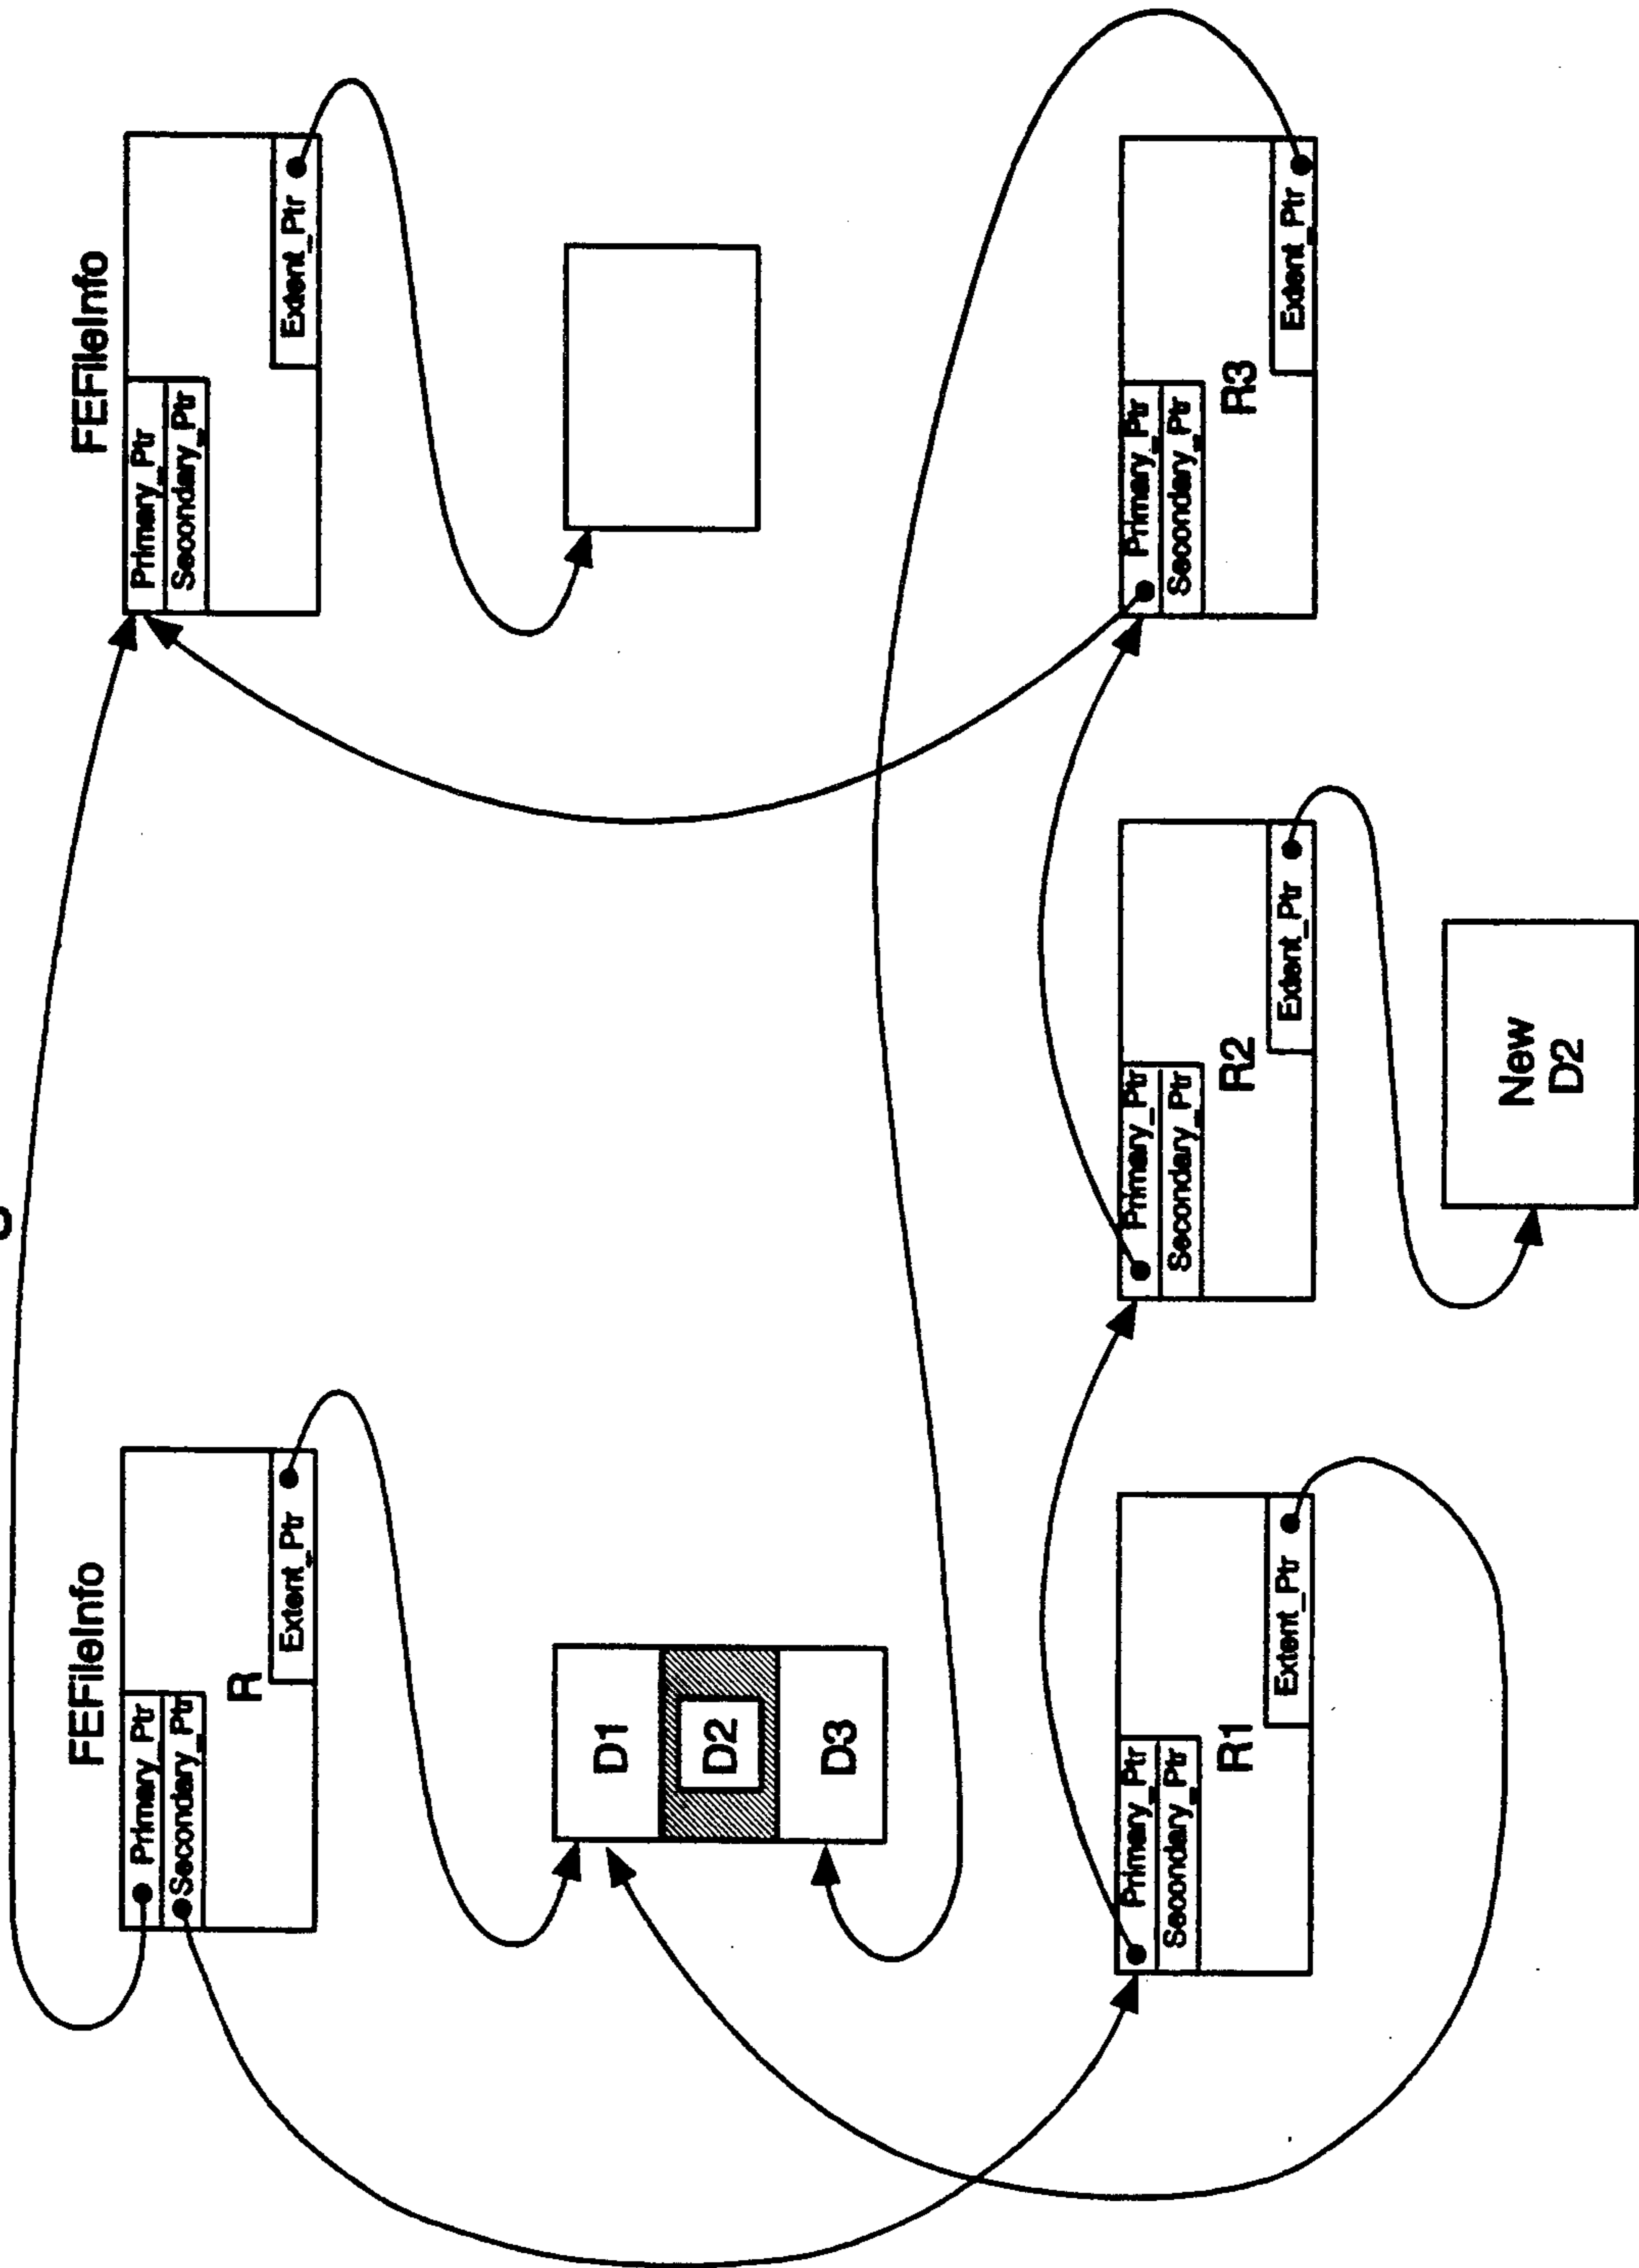 FEFileInfo
Primary_Ptr
Secondary_Ptr
R
Extent_Ptr
FEFileInfo
Primary_Ptr
Secondary_Ptr
Extent_Ptr
D1
D2
D3
Primary_Ptr
Secondary_Ptr
R1
Extent_Ptr
Primary_Ptr
Secondary_Ptr
R2
Extent_Ptr
Primary_Ptr
Secondary_Ptr
R3
Extent_Ptr
New
D2